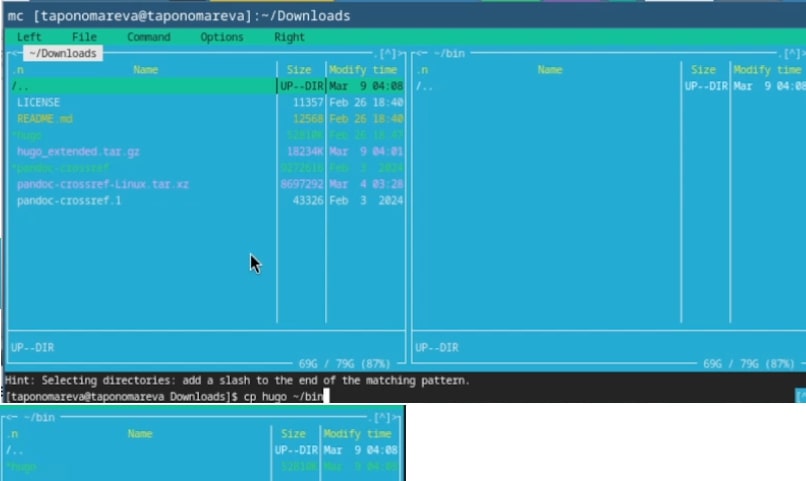 mc [taponomareva@taponomareva]:~/Downloads
Left File Command Options Right
<─ ~/Downloads .[^]> <─ ~/bin .[^]>
.n Name Size Modify time .n Name Size Modify time
/.. UP--DIR Mar 9 04:08 /.. UP--DIR Mar 9 04:08
LICENSE 11357 Feb 26 18:40
README.md 12568 Feb 26 18:40
*hugo 52810K Feb 26 18:47
hugo_extended.tar.gz 18234K Mar 9 04:01
*pandoc-crossref Feb 3 2024
pandoc-crossref-Linux.tar.xz 8697292 Mar 4 03:28
pandoc-crossref.1 43326 Feb 3 2024
UP--DIR UP--DIR
69G / 79G (87%) 69G / 79G (87%)
Hint: Selecting directories: add a slash to the end of the matching pattern.
[taponomareva@taponomareva Downloads]$ cp hugo ~/bin
<─ ~/bin .[^]>
.n Name Size Modify time
/.. UP--DIR Mar 9 04:08
*hugo 52810K Mar 9 04:08